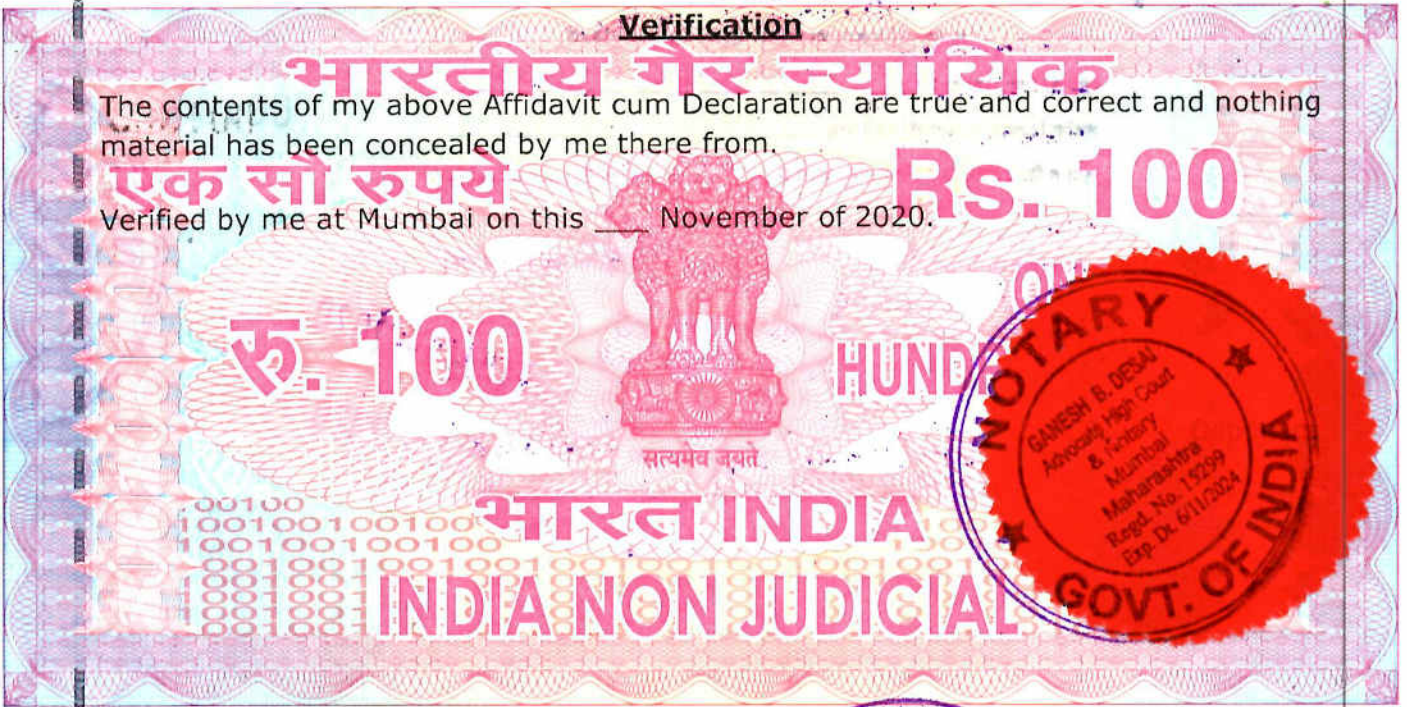 Verification
भारतीय गैर न्यायिक
The contents of my above Affidavit cum Declaration are true and correct and nothing
material has been concealed by me there from.
एक सौ रुपये
Rs. 100
Verified by me at Mumbai on this ___ November of 2020.
रु. 100
HUND
सत्यमेव जयते
भारत INDIA
INDIA NON JUDICIAL
NOTARY
GANESH B. DESAI
Advocate High Court
& Notary
Mumbai
Maharashtra
Regd. No. 15299
Exp. Dt. 6/11/2024
GOVT. OF INDIA